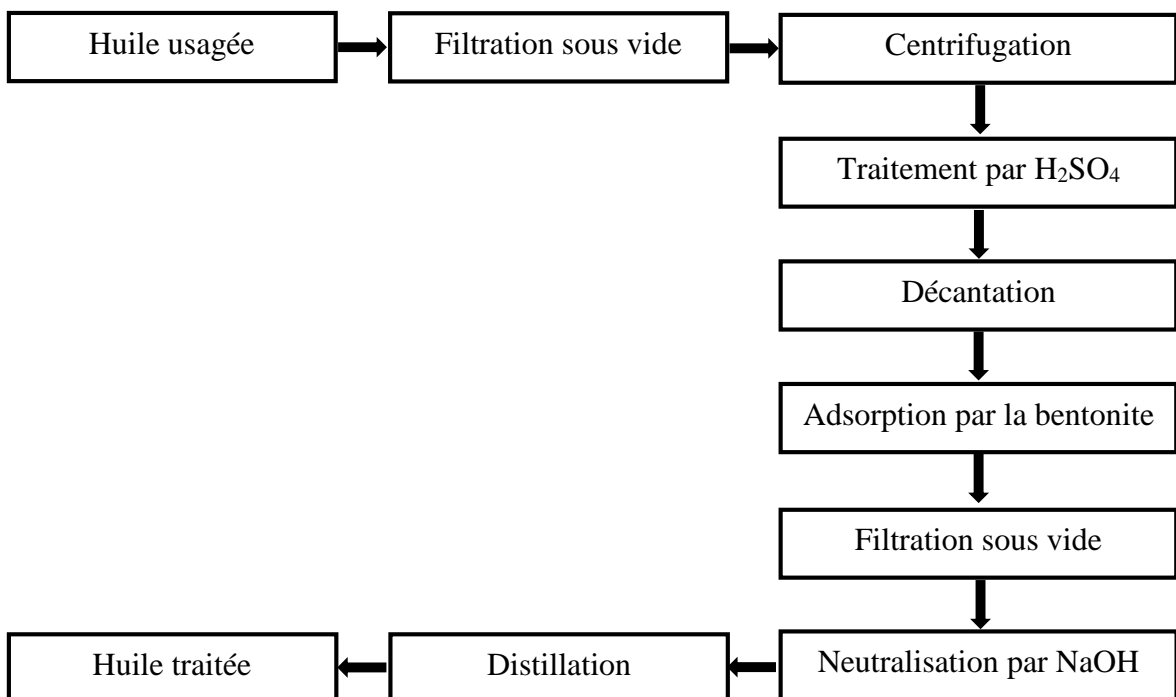 Huile usagée
Filtration sous vide
Centrifugation
Traitement par H₂SO₄
Décantation
Adsorption par la bentonite
Filtration sous vide
Neutralisation par NaOH
Distillation
Huile traitée